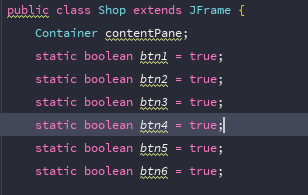 public class Shop extends JFrame {
Container contentPane;
static boolean btn1 = true;
static boolean btn2 = true;
static boolean btn3 = true;
static boolean btn4 = true;
static boolean btn5 = true;
static boolean btn6 = true;